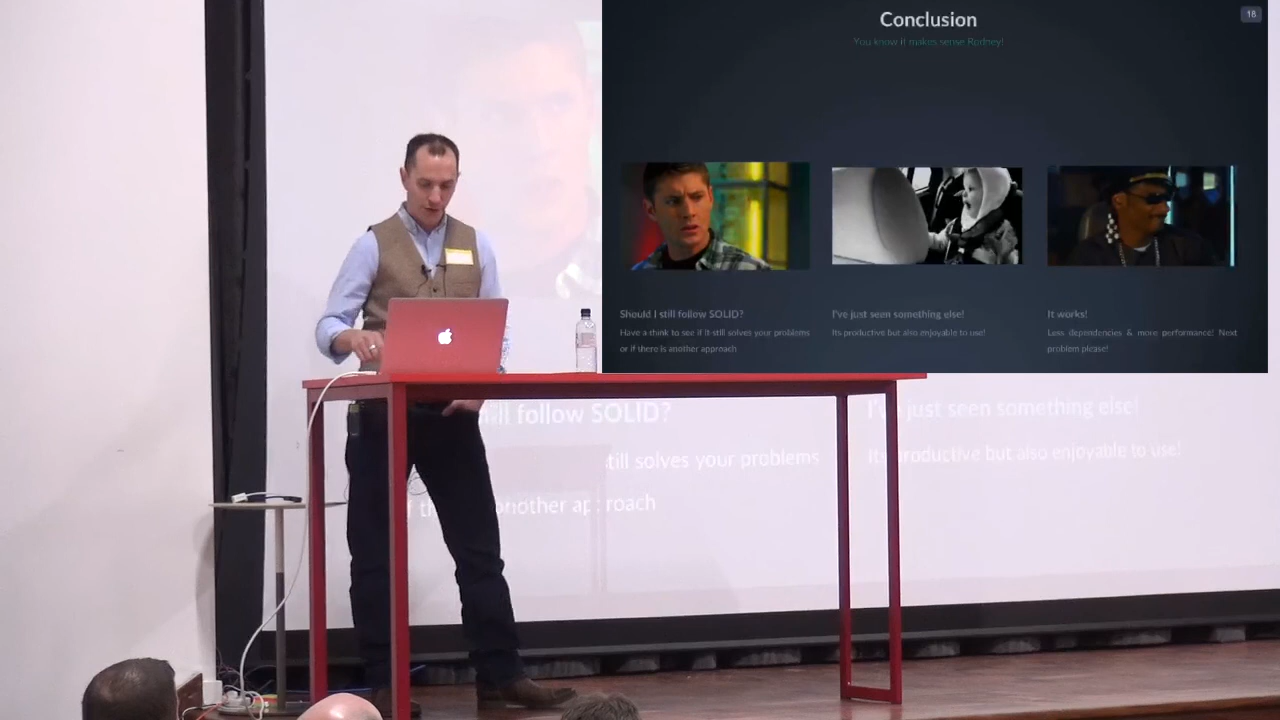 Conclusion
18
You know it makes sense Rodney!
Should I still follow SOLID?
Have a think to see if it still solves your problems
or if there is another approach
I've just seen something else!
Its productive but also enjoyable to use!
It works!
Less dependencies & more performance! Next
problem please!
still follow SOLID?
still solves your problems
another approach
I've just seen something else!
Its productive but also enjoyable to use!